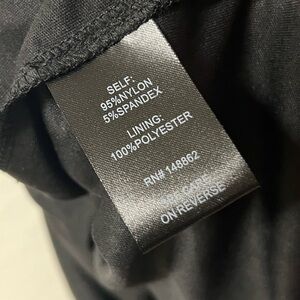 SELF:
95%NYLON
5%SPANDEX
LINING:
100%POLYESTER
RN# 148862
CARE
ON REVERSE